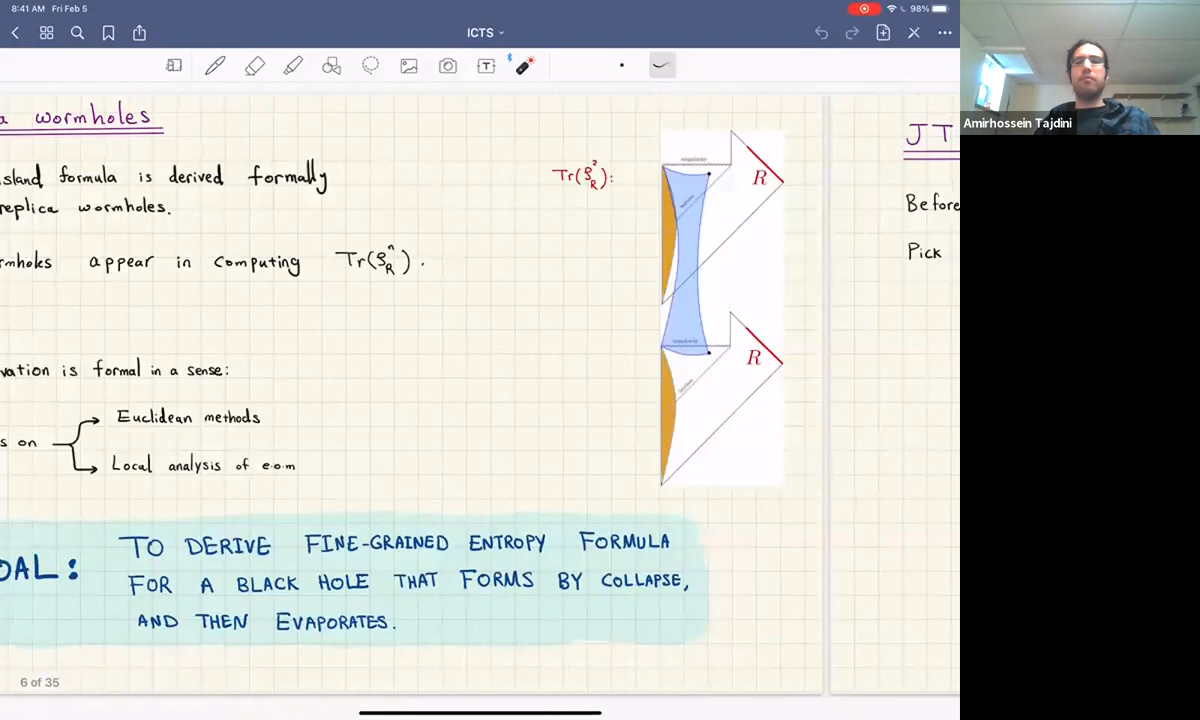 8:41 AM Fri Feb 5
98%
ICTS
a wormholes
island formula is derived formally
replica wormholes.
rmholes appear in computing Tr(ρ_R^n).
Tr(ρ_R^2):
singularity
R
singularity
R
vation is formal in a sense:
s on
Euclidean methods
Local analysis of e.o.m
OAL:
TO DERIVE FINE-GRAINED ENTROPY FORMULA
FOR A BLACK HOLE THAT FORMS BY COLLAPSE,
AND THEN EVAPORATES.
6 of 35
JT
Before
Pick
Amirhossein Tajdini